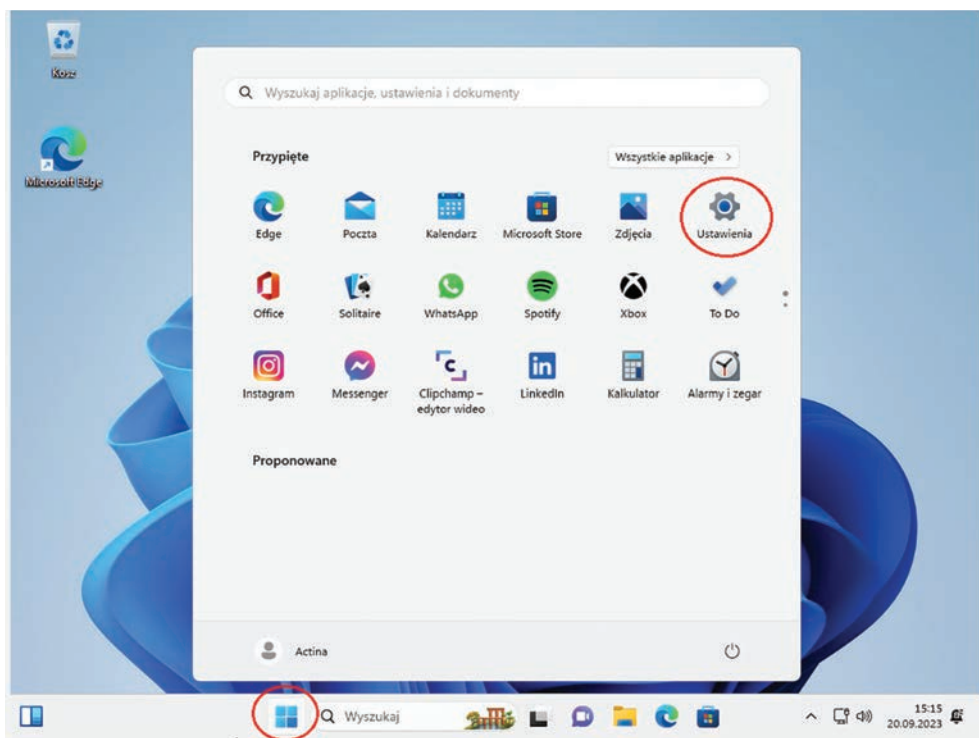 Kosz
Microsoft Edge
Wyszukaj aplikacje, ustawienia i dokumenty
Przypięte
Wszystkie aplikacje
Edge
Poczta
Kalendarz
Microsoft Store
Zdjęcia
Ustawienia
Office
Solitaire
WhatsApp
Spotify
Xbox
To Do
Instagram
Messenger
Clipchamp –
edytor wideo
LinkedIn
Kalkulator
Alarmy i zegar
Proponowane
Actina
Wyszukaj
15:15
20.09.2023